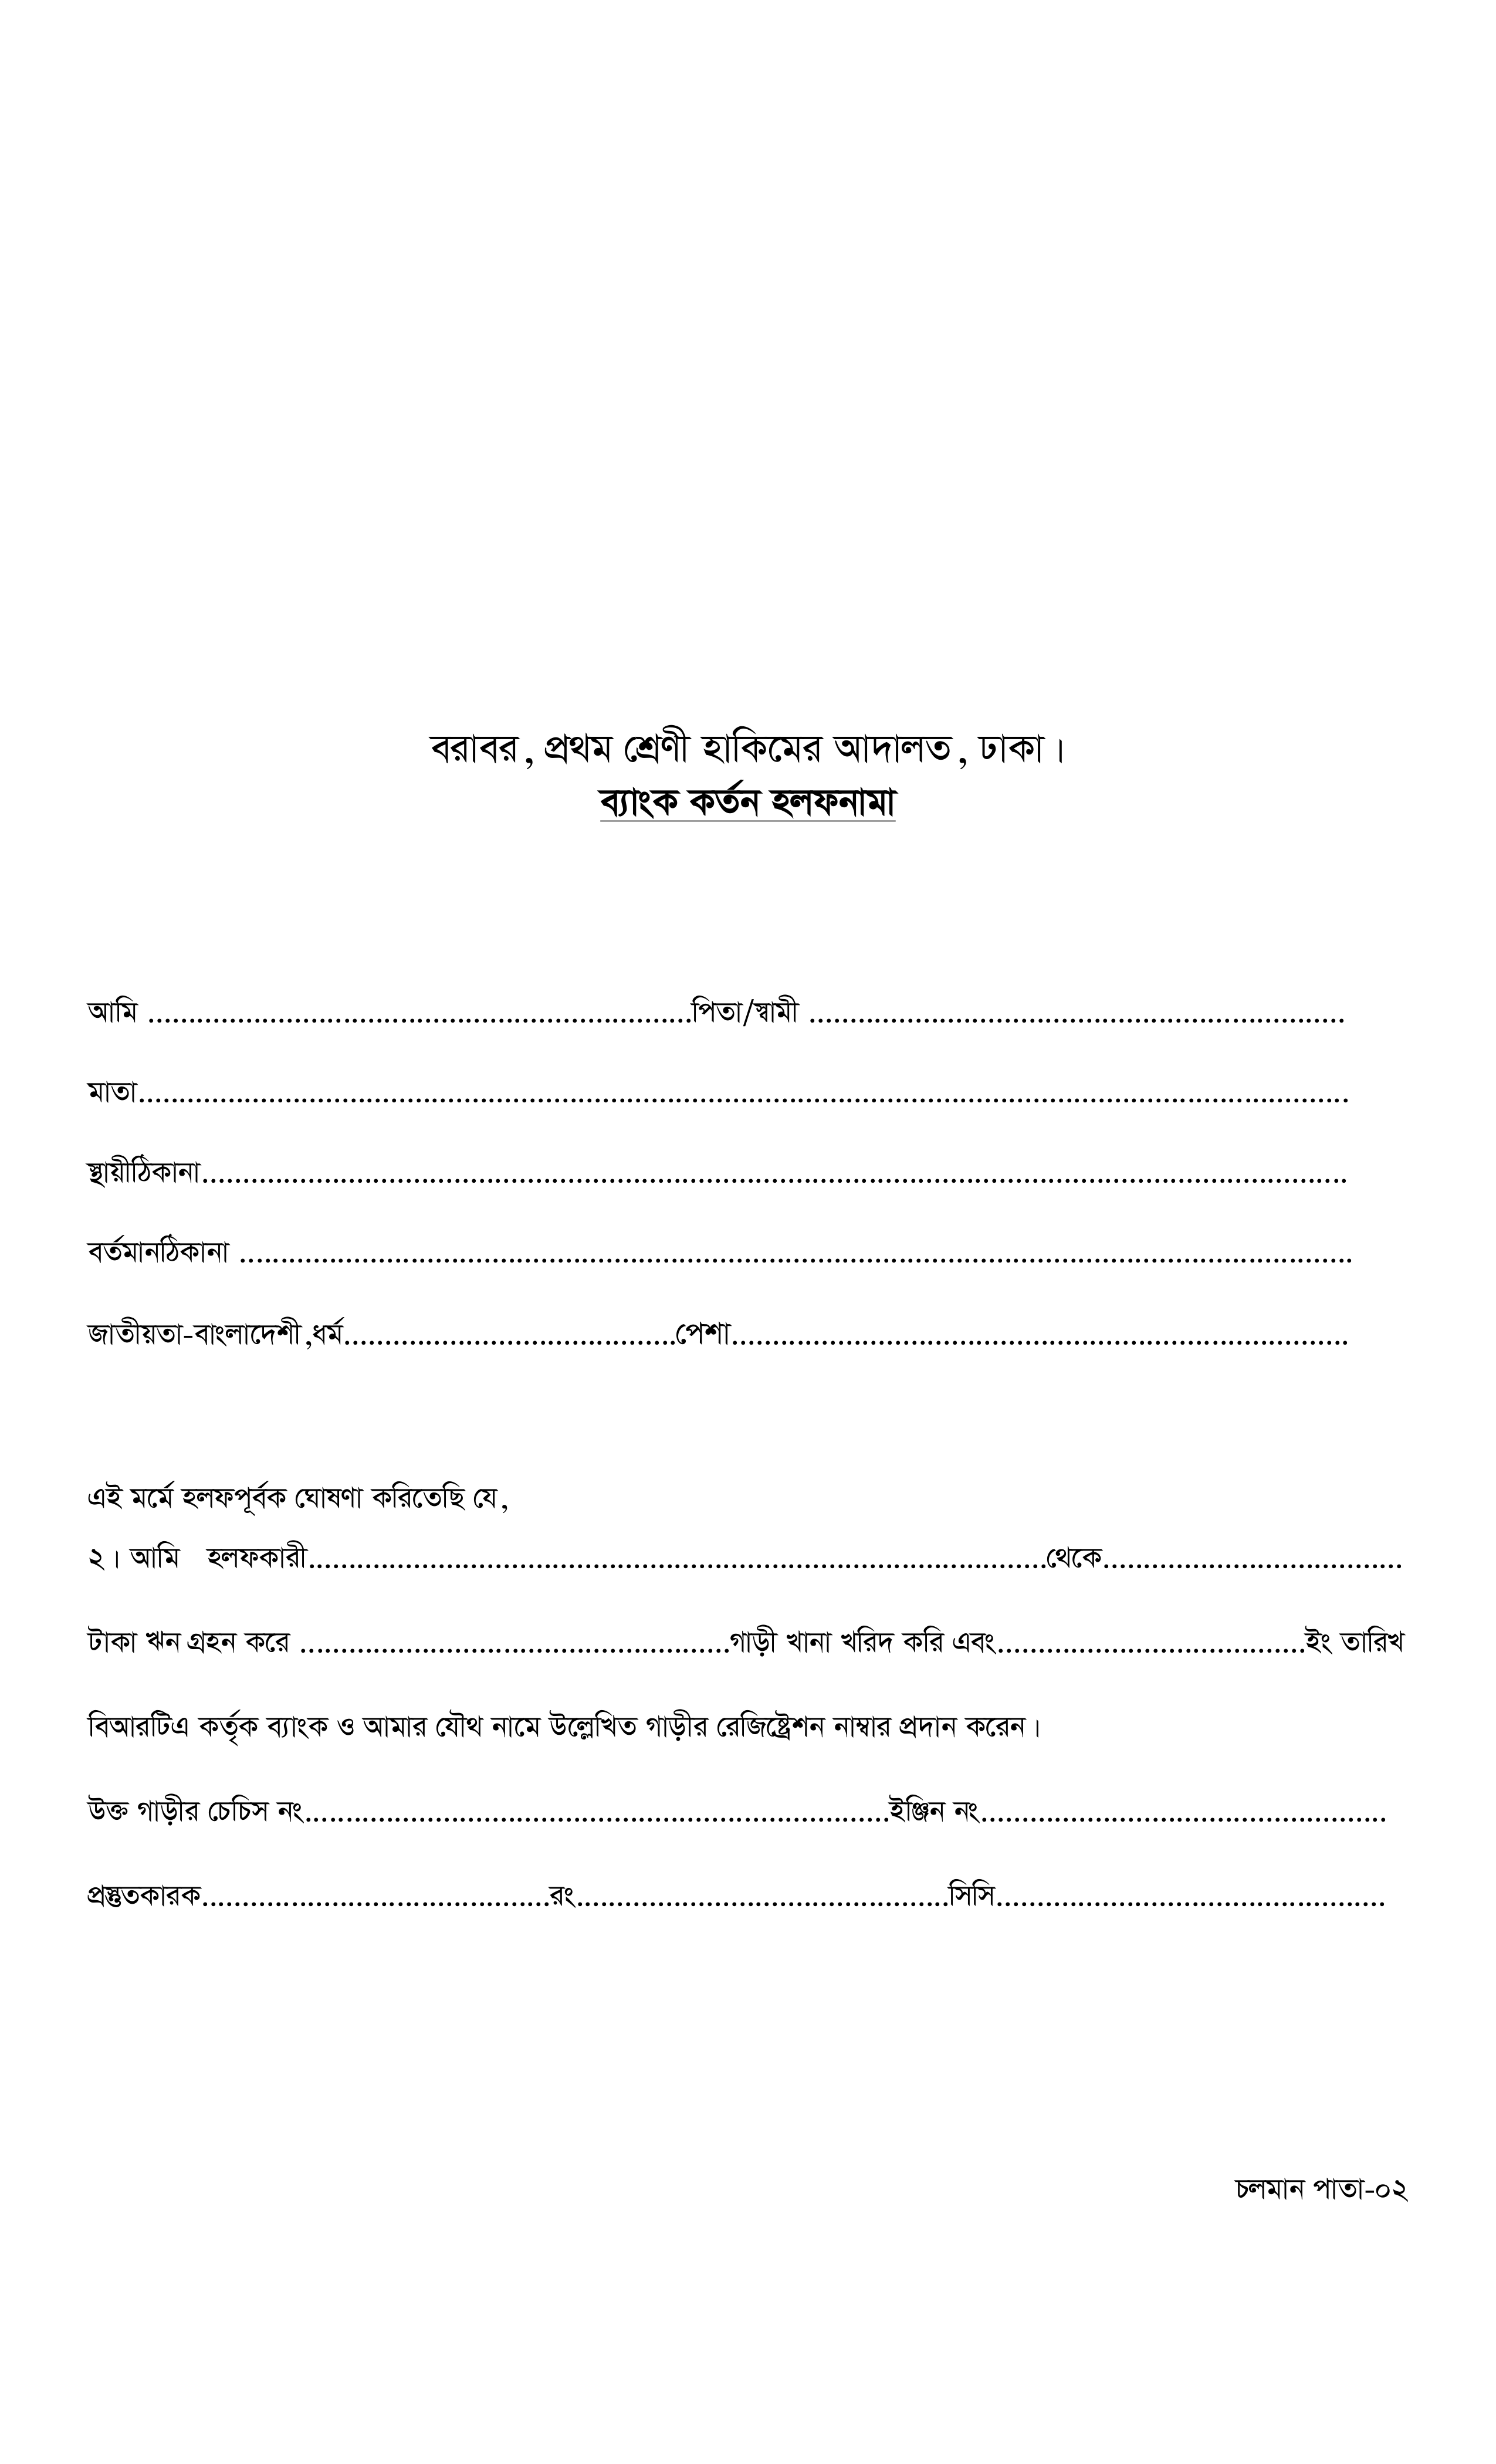 বরাবর, প্রথম শ্রেণী হাকিমের আদালত, ঢাকা।
ব্যাংক কর্তন হলফনামা
আমি ...................................................................পিতা/স্বামী ..................................................................
মাতা.....................................................................................................................................................
স্থায়ীঠিকানা.............................................................................................................................................
বর্তমানঠিকানা .........................................................................................................................................
জাতীয়তা-বাংলাদেশী,ধর্ম.........................................পেশা............................................................................
এই মর্মে হলফপূর্বক ঘোষণা করিতেছি যে,
২। আমি হলফকারী...........................................................................................থেকে.....................................
টাকা ঋন গ্রহন করে .....................................................গাড়ী খানা খরিদ করি এবং......................................ইং তারিখ
বিআরটিএ কর্তৃক ব্যাংক ও আমার যৌথ নামে উল্লেখিত গাড়ীর রেজিষ্ট্রেশন নাম্বার প্রদান করেন।
উক্ত গাড়ীর চেচিস নং........................................................................ইঞ্জিন নং..................................................
প্রস্তুতকারক...........................................রং..............................................সিসি................................................
চলমান পাতা-০২